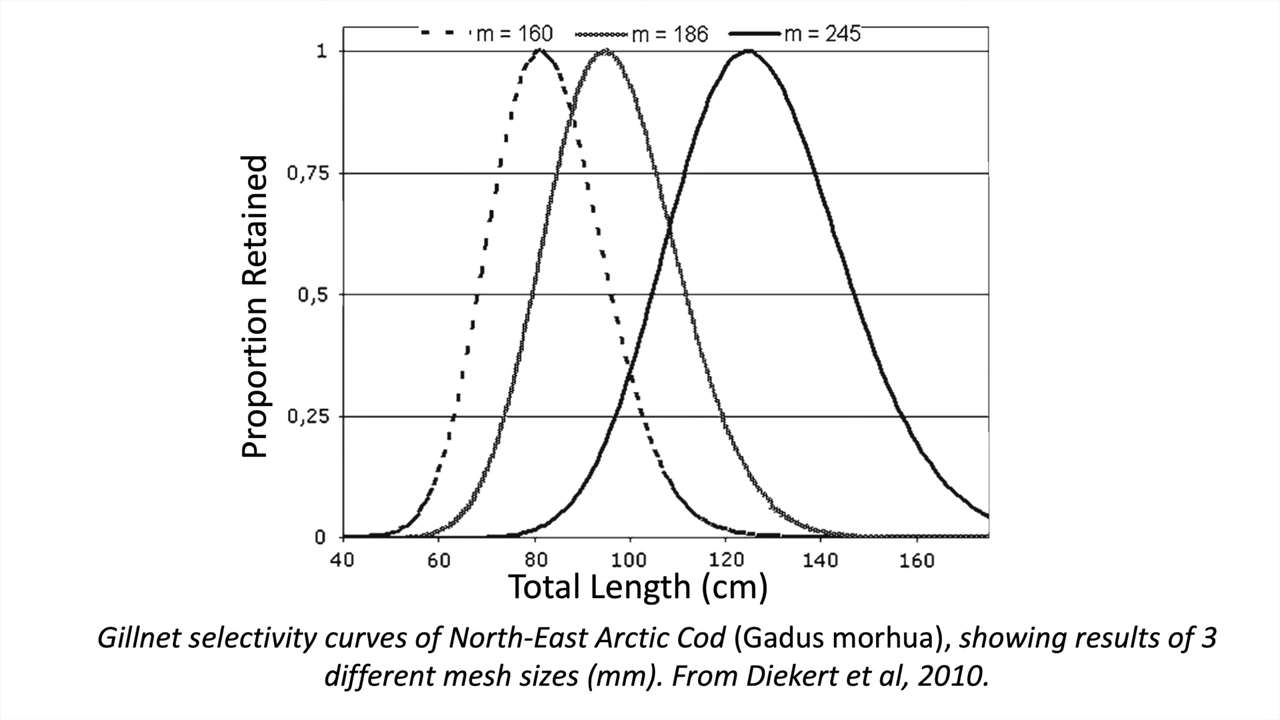 m = 160 m = 186 m = 245
1
0,75
0,5
0,25
0
40 60 80 100 120 140 160
Proportion Retained
Total Length (cm)
Gillnet selectivity curves of North-East Arctic Cod (Gadus morhua), showing results of 3
different mesh sizes (mm). From Diekert et al, 2010.